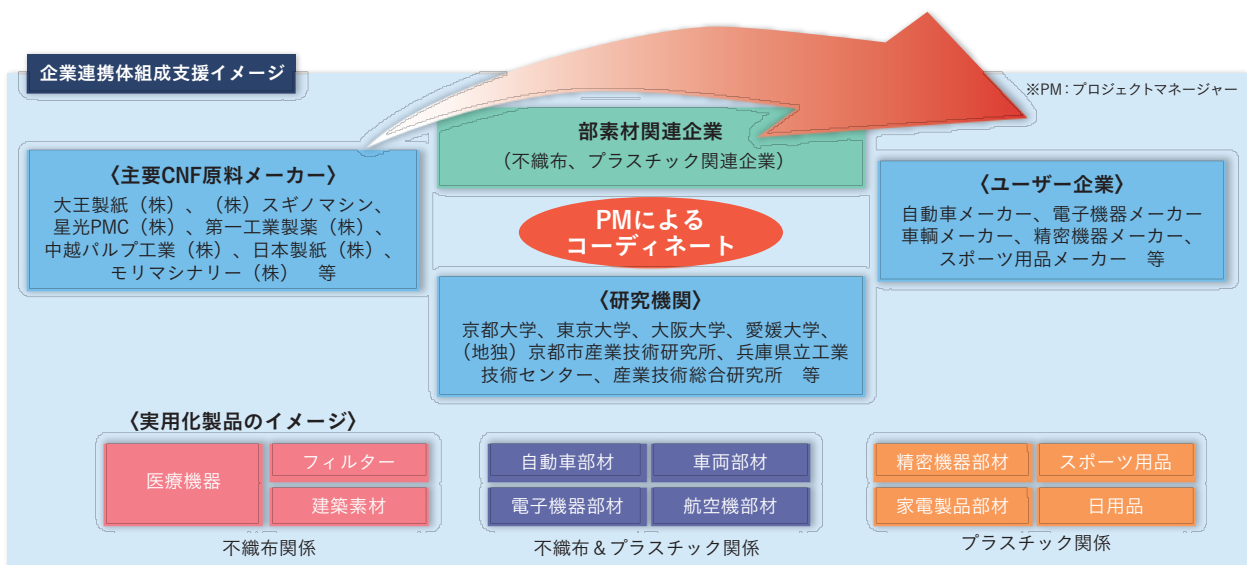 企業連携体組成支援イメージ
※PM：プロジェクトマネージャー
部素材関連企業
（不織布、プラスチック関連企業）
〈主要CNF原料メーカー〉
大王製紙（株）、（株）スギノマシン、
星光PMC（株）、第一工業製薬（株）、
中越パルプ工業（株）、日本製紙（株）、
モリマシナリー（株）　等
PMによる
コーディネート
〈ユーザー企業〉
自動車メーカー、電子機器メーカー
車輌メーカー、精密機器メーカー、
スポーツ用品メーカー　等
〈研究機関〉
京都大学、東京大学、大阪大学、愛媛大学、
（地独）京都市産業技術研究所、兵庫県立工業
技術センター、産業技術総合研究所　等
〈実用化製品のイメージ〉
医療機器
フィルター
建築素材
不織布関係
自動車部材
車両部材
電子機器部材
航空機部材
不織布＆プラスチック関係
精密機器部材
スポーツ用品
家電製品部材
日用品
プラスチック関係